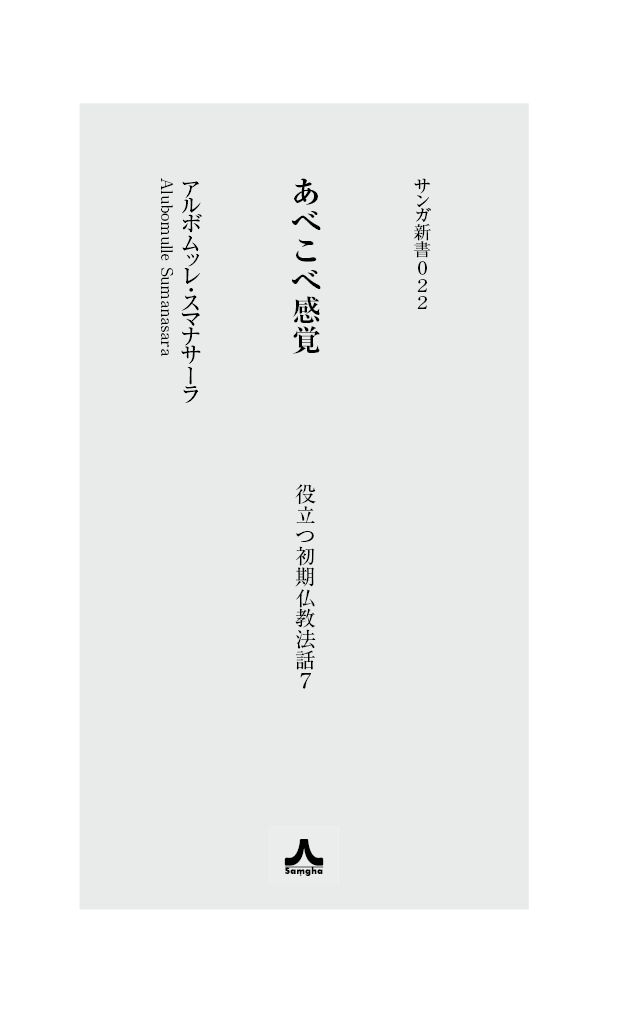 サンガ新書022
あべこべ感覚
役立つ初期仏教法話7
アルボムッレ・スマナサーラ
Alubomulle Sumanasara
Samgha